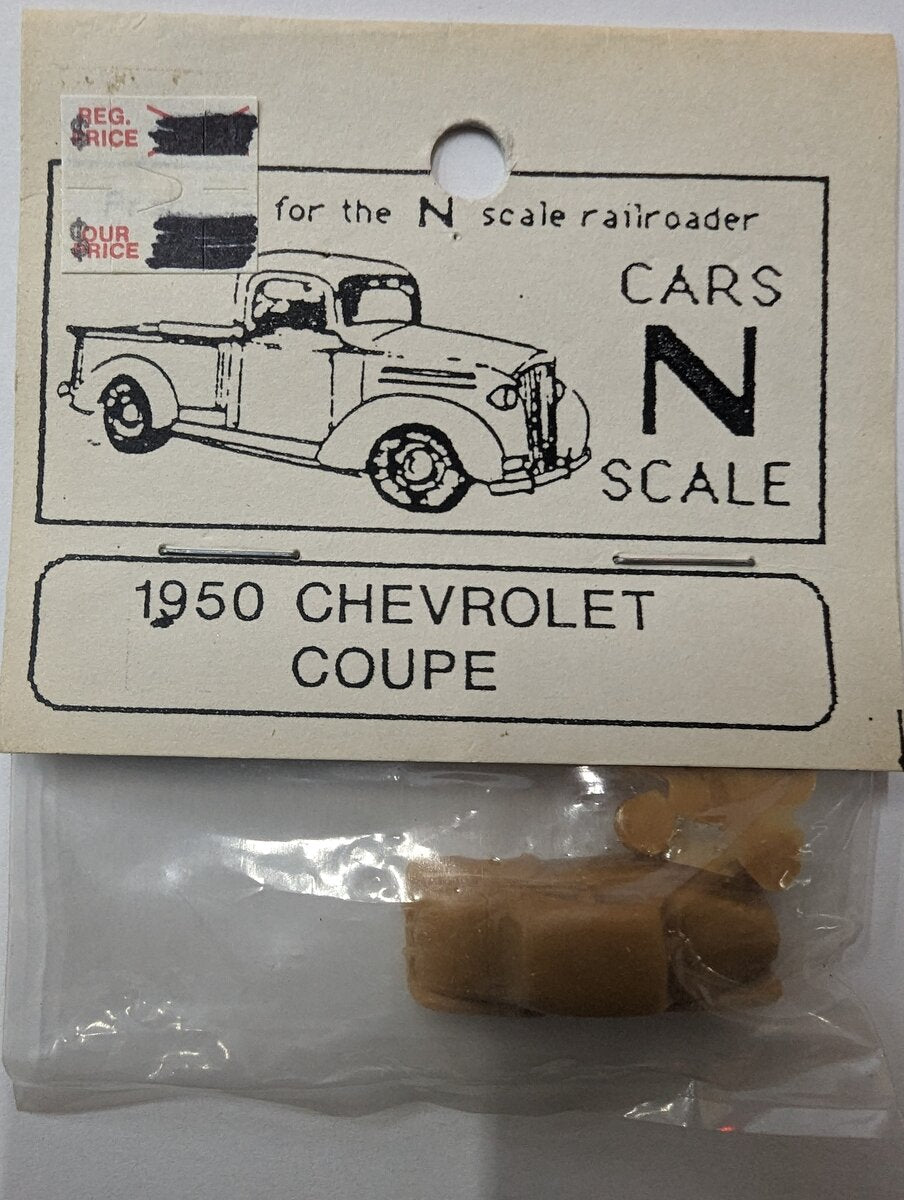 REG.
$ PRICE
$ OUR
PRICE
for the N scale railroader
CARS
N
SCALE
1950 CHEVROLET
COUPE